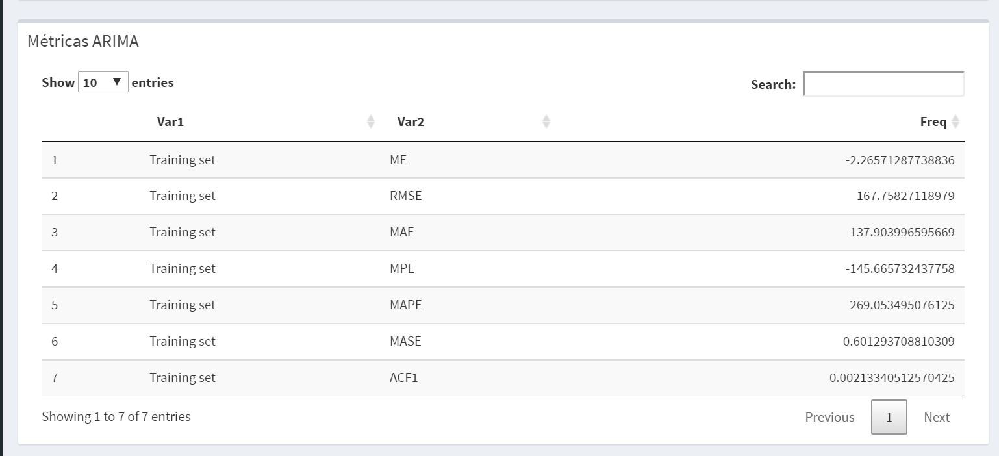 Métricas ARIMA
Show 10 entries Search:
Var1 Var2 Freq
1 Training set ME -2.26571287738836
2 Training set RMSE 167.75827118979
3 Training set MAE 137.903996595669
4 Training set MPE -145.665732437758
5 Training set MAPE 269.053495076125
6 Training set MASE 0.601293708810309
7 Training set ACF1 0.00213340512570425
Showing 1 to 7 of 7 entries Previous 1 Next